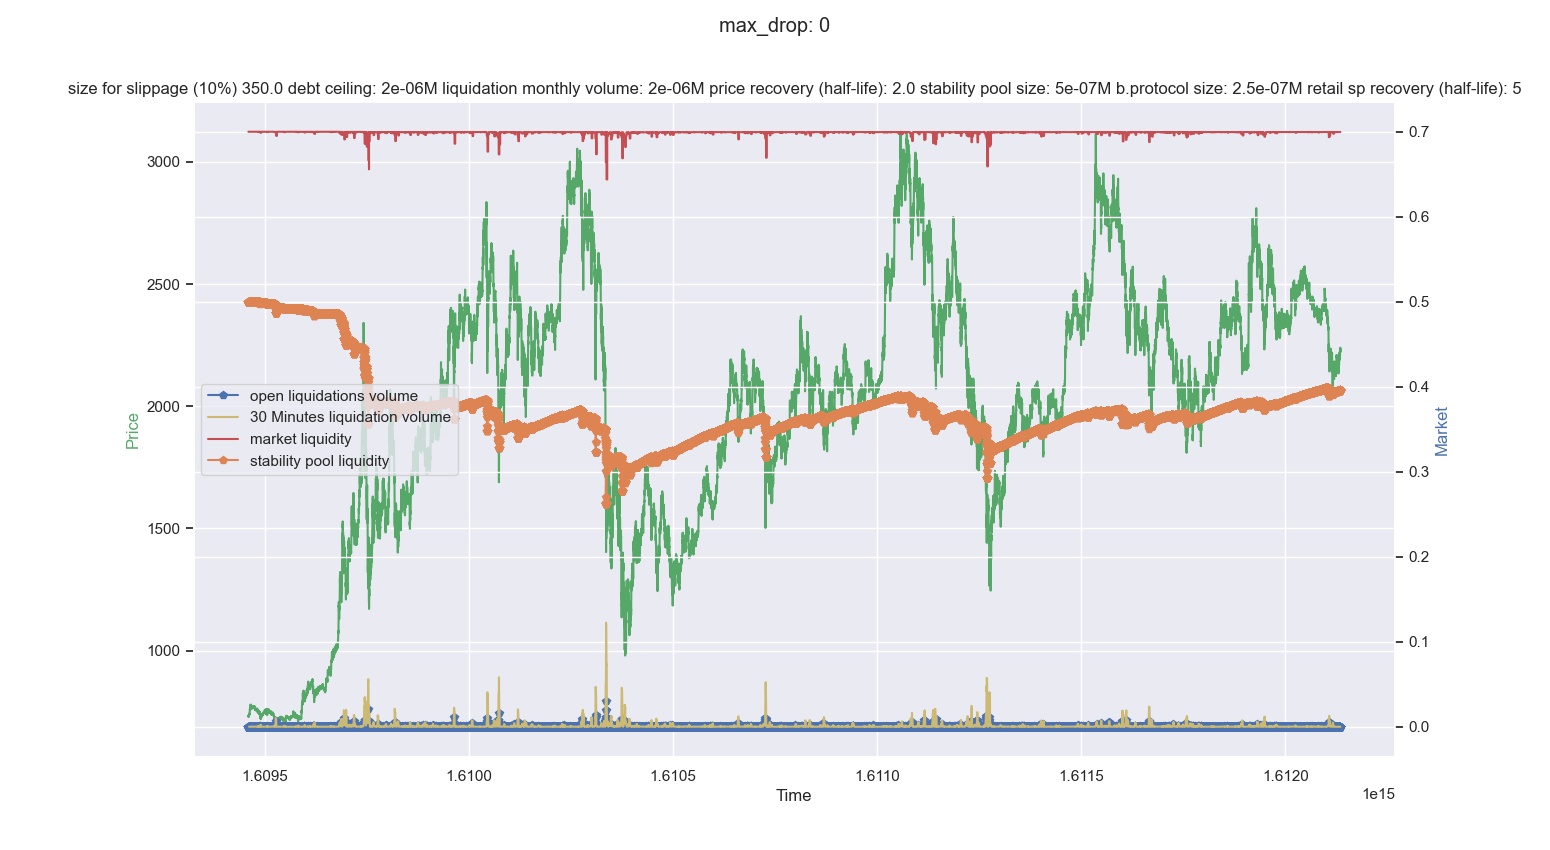 max_drop: 0
size for slippage (10%) 350.0 debt ceiling: 2e-06M liquidation monthly volume: 2e-06M price recovery (half-life): 2.0 stability pool size: 5e-07M b.protocol size: 2.5e-07M retail sp recovery (half-life): 5
3000
2500
2000
1500
1000
Price
0.7
0.6
0.5
0.4
0.3
0.2
0.1
0.0
Market
open liquidations volume
30 Minutes liquidation volume
market liquidity
stability pool liquidity
1.6095 1.6100 1.6105 1.6110 1.6115 1.6120
Time
1e15